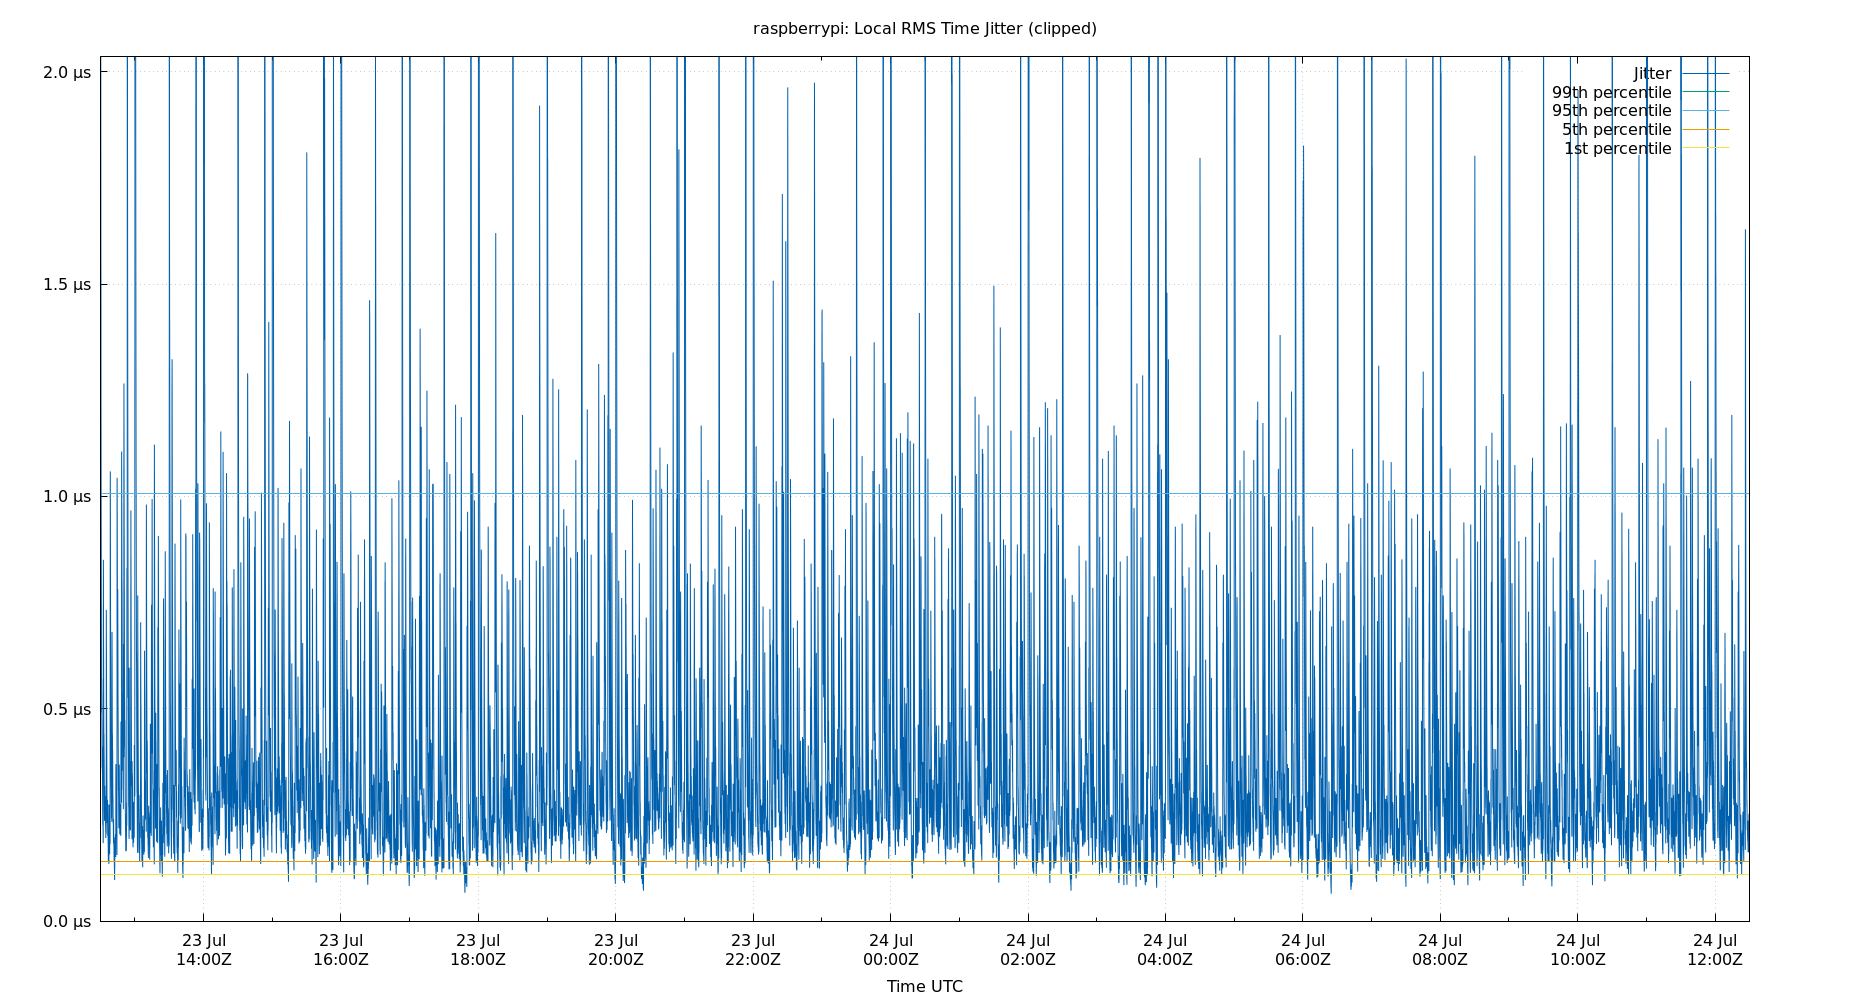 raspberrypi: Local RMS Time Jitter (clipped)
2.0 µs
1.5 µs
1.0 µs
0.5 µs
0.0 µs
Jitter
99th percentile
95th percentile
5th percentile
1st percentile
23 Jul 23 Jul 23 Jul 23 Jul 23 Jul 24 Jul 24 Jul 24 Jul 24 Jul 24 Jul 24 Jul 24 Jul
14:00Z 16:00Z 18:00Z 20:00Z 22:00Z 00:00Z 02:00Z 04:00Z 06:00Z 08:00Z 10:00Z 12:00Z
Time UTC